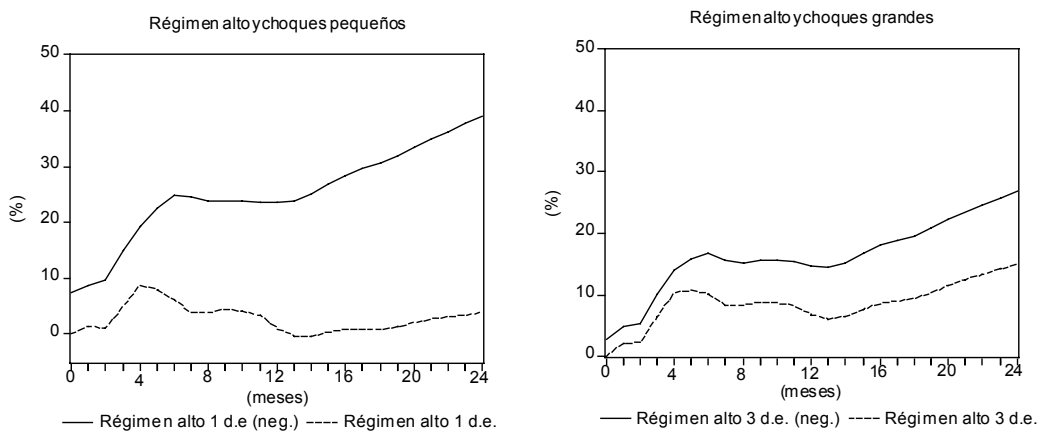 Régimen alto y choques pequeños
50
40
30
20
10
0
(%)
0 4 8 12 16 20 24
(meses)
Régimen alto 1 d.e (neg.) Régimen alto 1 d.e.
Régimen alto y choques grandes
50
40
30
20
10
0
(%)
0 4 8 12 16 20 24
(meses)
Régimen alto 3 d.e. (neg.) Régimen alto 3 d.e.